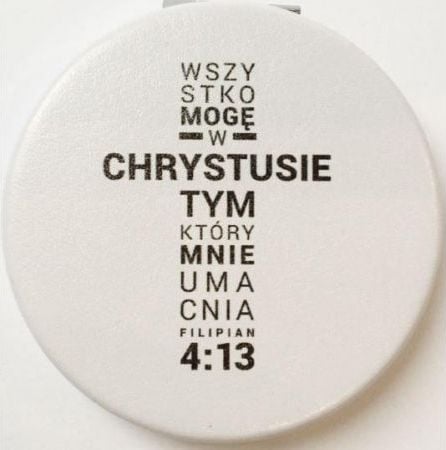 WSZY
STKO
MOGĘ
W
CHRYSTUSIE
TYM
KTÓRY
MNIE
UMA
CNIA
FILIPIAN
4:13